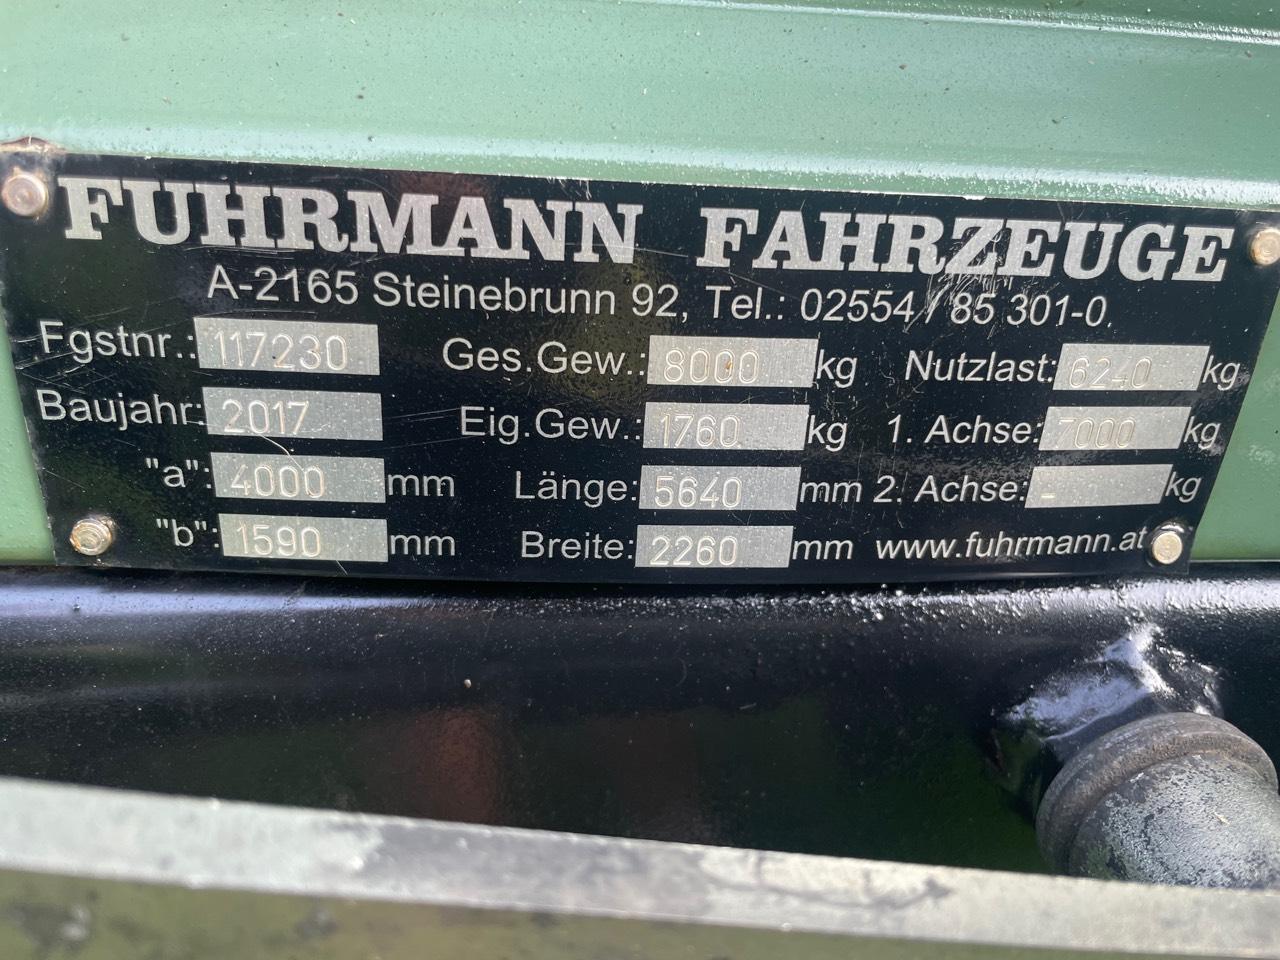 FUHRMANN FAHRZEUGE
A-2165 Steinebrunn 92, Tel.: 02554 / 85 301-0
Fgstnr.: 117230 Ges.Gew.: 8000 kg Nutzlast: 6240 kg
Baujahr: 2017 Eig.Gew.: 1760 kg 1. Achse: 7000 kg
"a": 4000 mm Länge: 5640 mm 2. Achse: - kg
"b": 1590 mm Breite: 2260 mm www.fuhrmann.at